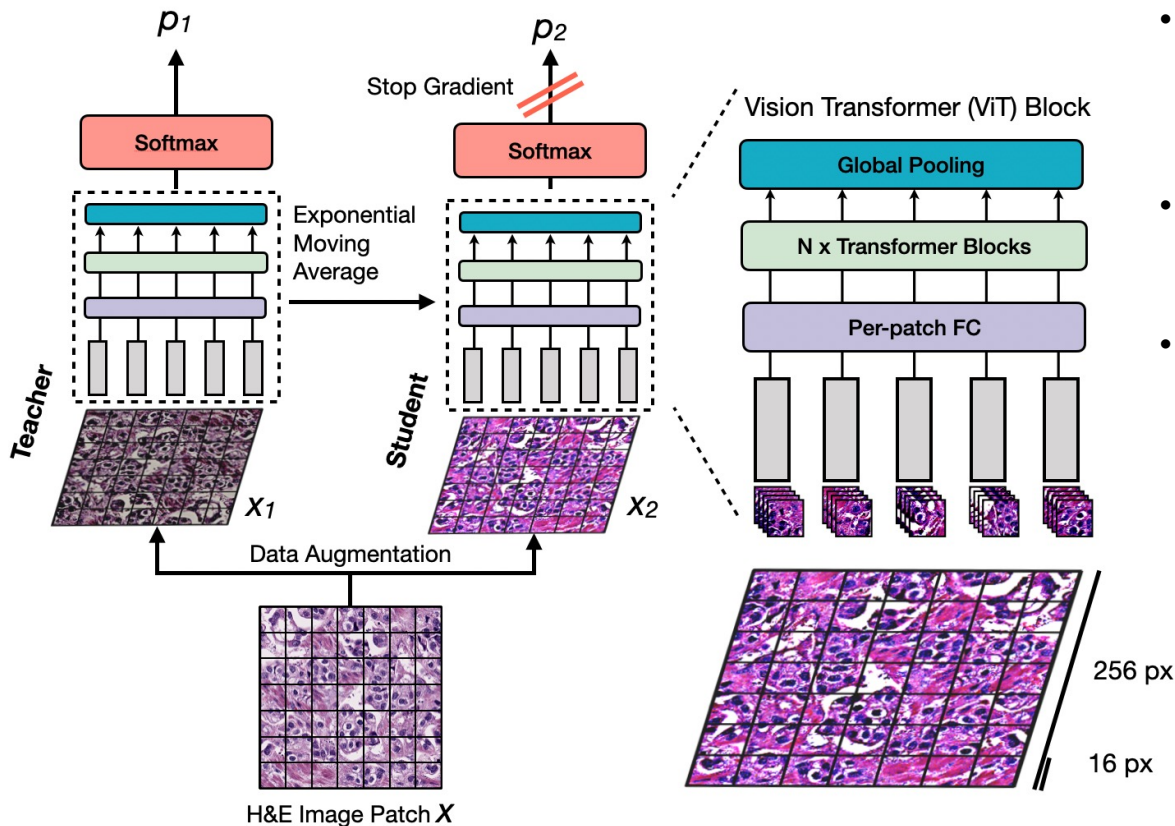 p1
p2
Stop Gradient
Softmax
Softmax
Exponential
Moving
Average
Teacher
Student
x1
x2
Data Augmentation
H&E Image Patch X
Vision Transformer (ViT) Block
Global Pooling
N x Transformer Blocks
Per-patch FC
256 px
16 px